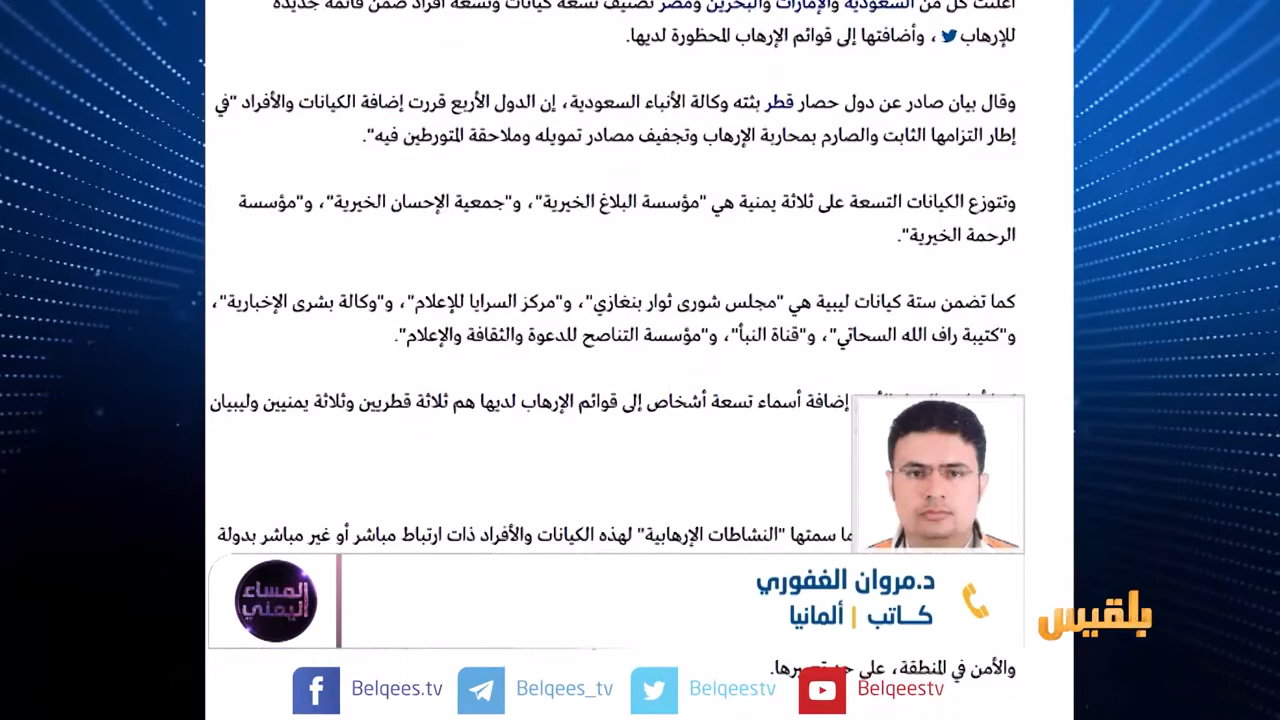 أعلنت كل من السعودية والإمارات والبحرين ومصر تصنيف تسعة كيانات وتسعة أفراد ضمن قائمة جديدة
للإرهاب، وأضافتها إلى قوائم الإرهاب المحظورة لديها.
وقال بيان صادر عن دول حصار قطر بثته وكالة الأنباء السعودية، إن الدول الأربع قررت إضافة الكيانات والأفراد "في
إطار التزامها الثابت والصارم بمحاربة الإرهاب وتجفيف مصادر تمويله وملاحقة المتورطين فيه".
وتتوزع الكيانات التسعة على ثلاثة يمنية هي "مؤسسة البلاغ الخيرية"، و"جمعية الإحسان الخيرية"، و"مؤسسة
الرحمة الخيرية".
كما تضمن ستة كيانات ليبية هي "مجلس شورى ثوار بنغازي"، و"مركز السرايا للإعلام"، و"وكالة بشرى الإخبارية"،
و"كتيبة راف الله السحاتي"، و"قناة النبأ"، و"مؤسسة التناصح للدعوة والثقافة والإعلام".
إضافة أسماء تسعة أشخاص إلى قوائم الإرهاب لديها هم ثلاثة قطريين وثلاثة يمنيين وليبيان
ما سمتها "النشاطات الإرهابية" لهذه الكيانات والأفراد ذات ارتباط مباشر أو غير مباشر بدولة
د.مروان الغفوري
كاتب | ألمانيا
المساء
اليمني
بلقيس
والأمن في المنطقة، على
Belqees.tv
Belqees_tv
Belqeestv
Belqeestv